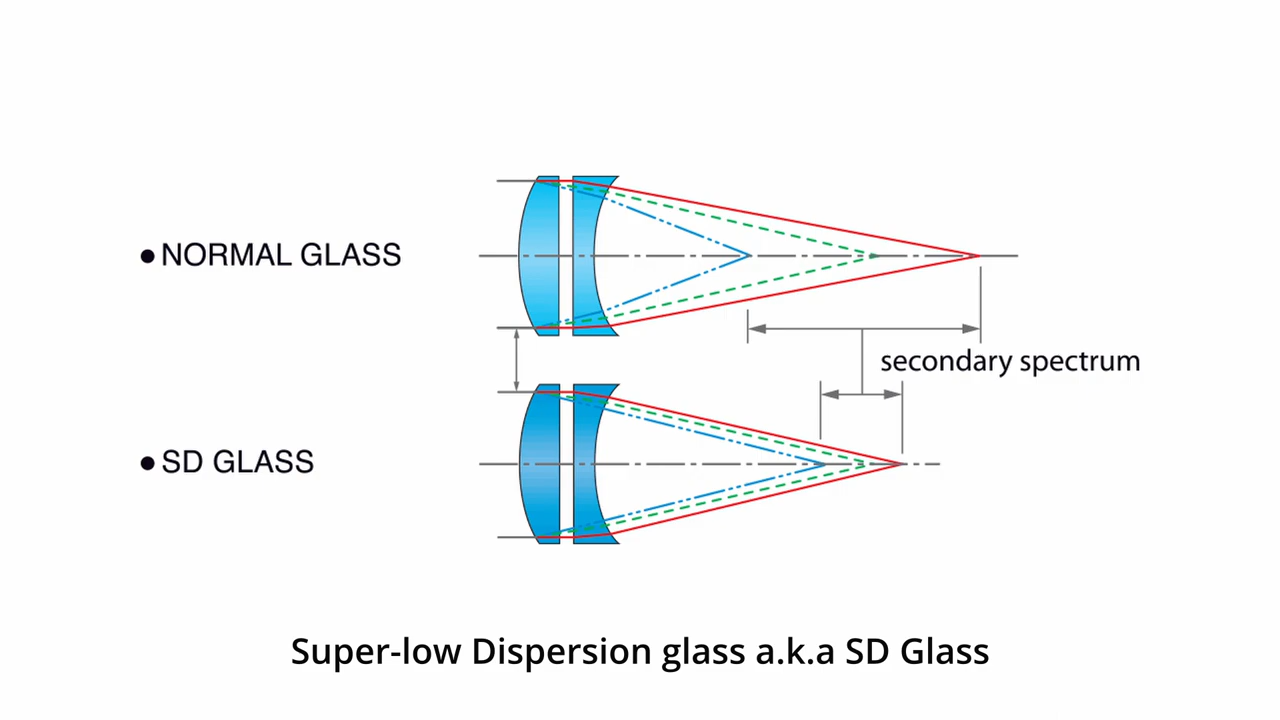 ● NORMAL GLASS
secondary spectrum
● SD GLASS
Super-low Dispersion glass a.k.a SD Glass